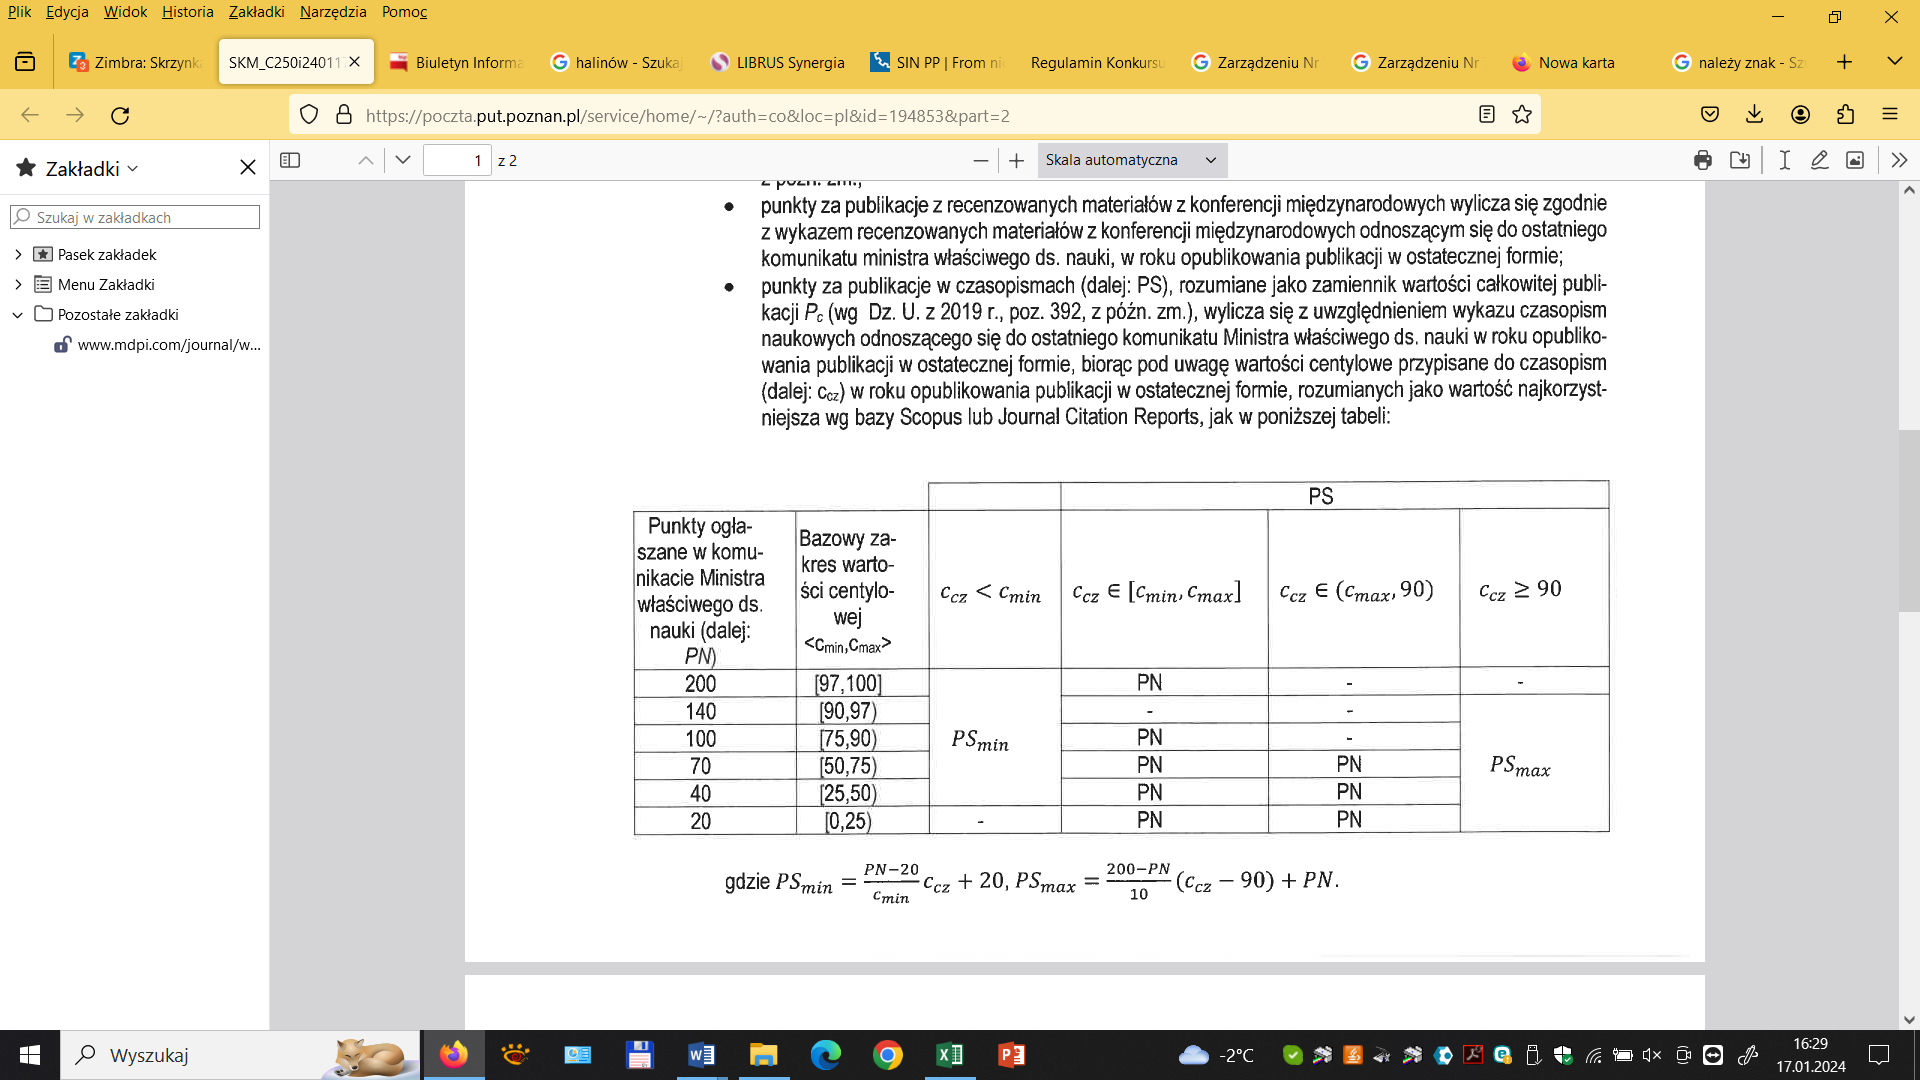 Plik Edycja Widok Historia Zakładki Narzędzia Pomoc
Zimbra: Skrzynk
SKM_C250i24011
Biuletyn Informa
halinów - Szuka
LIBRUS Synergia
SIN PP | From ni
Regulamin Konkursu
Zarządzeniu Nr
Zarządzeniu Nr
Nowa karta
należy znak - Sz
https://poczta.put.poznan.pl/service/home/~/?auth=co&loc=pl&id=194853&part=2
Zakładki
1 z 2
Skala automatyczna
Szukaj w zakładkach
Pasek zakładek
Menu Zakładki
Pozostałe zakładki
www.mdpi.com/journal/w...
z późn. zm.;
• punkty za publikacje z recenzowanych materiałów z konferencji międzynarodowych wylicza się zgodnie
z wykazem recenzowanych materiałów z konferencji międzynarodowych odnoszącym się do ostatniego
komunikatu ministra właściwego ds. nauki, w roku opublikowania publikacji w ostatecznej formie;
• punkty za publikacje w czasopismach (dalej: PS), rozumiane jako zamiennik wartości całkowitej publi-
kacji Pc (wg Dz. U. z 2019 r., poz. 392, z późn. zm.), wylicza się z uwzględnieniem wykazu czasopism
naukowych odnoszącego się do ostatniego komunikatu Ministra właściwego ds. nauki w roku opubliko-
wania publikacji w ostatecznej formie, biorąc pod uwagę wartości centylowe przypisane do czasopism
(dalej: ccz) w roku opublikowania publikacji w ostatecznej formie, rozumianych jako wartość najkorzyst-
niejsza wg bazy Scopus lub Journal Citation Reports, jak w poniższej tabeli:
PS
Punkty ogła-
szane w komu-
nikacie Ministra
właściwego ds.
nauki (dalej:
PN)
Bazowy za-
kres warto-
ści centylo-
wej
<cmin,cmax>
ccz < cmin
ccz ∈ [cmin, cmax]
ccz ∈ (cmax, 90)
ccz ≥ 90
200 [97,100] PN - -
140 [90,97) - -
100 [75,90) PSmin PN -
70 [50,75) PN PN PSmax
40 [25,50) PN PN
20 [0,25) - PN PN
gdzie PSmin = PN−20/cmin ccz + 20, PSmax = 200−PN/10 (ccz − 90) + PN.
Wyszukaj
-2°C
16:29
17.01.2024